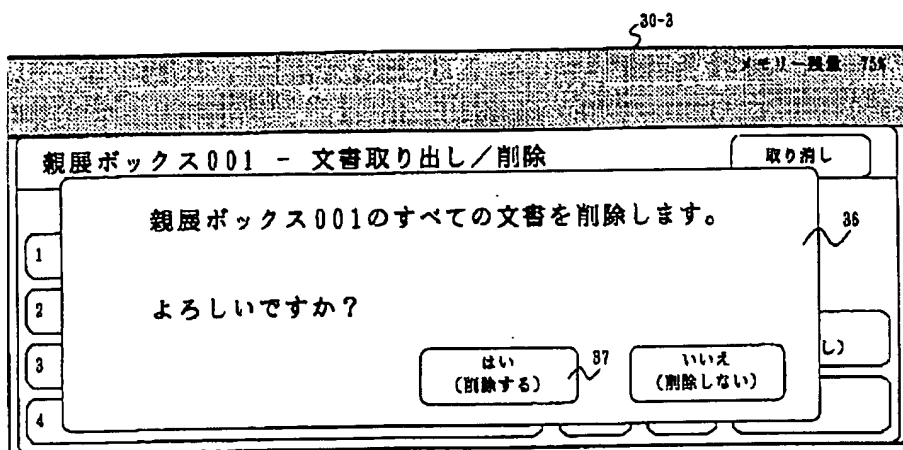 30-3
メモリー残量 75%
親展ボックス001 － 文書取り出し／削除
取り消し
親展ボックス001のすべての文書を削除します。
36
1
2
よろしいですか？
し)
3
はい
(削除する)
37
いいえ
(削除しない)
4